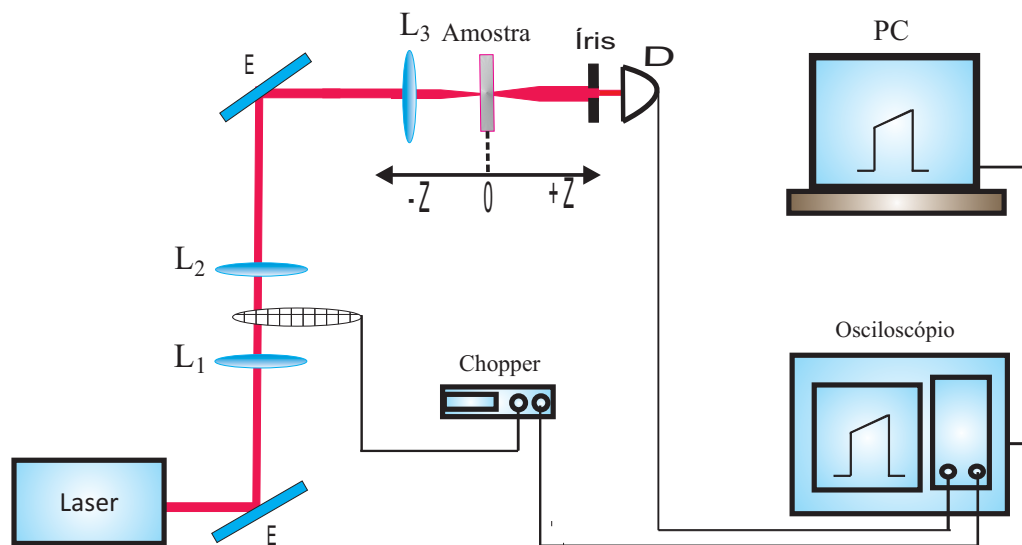 L3 Amostra Íris D PC
E
-Z 0 +Z
L2
L1
Chopper
Osciloscópio
Laser
E